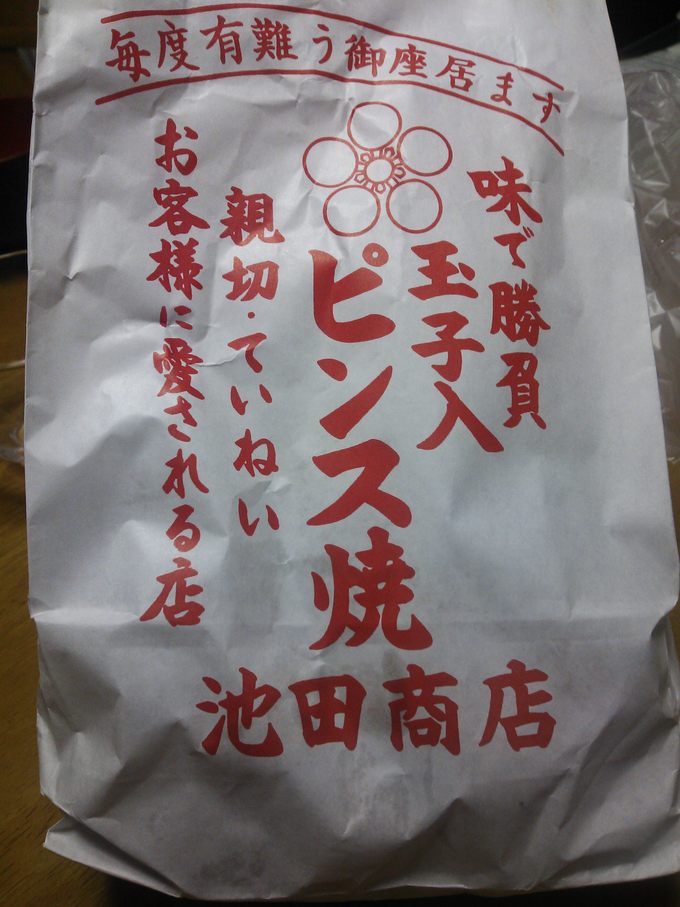 毎度有難う御座居ます
味で勝負
玉子入
ピンス焼
親切・ていねい
お客様に愛される店
池田商店